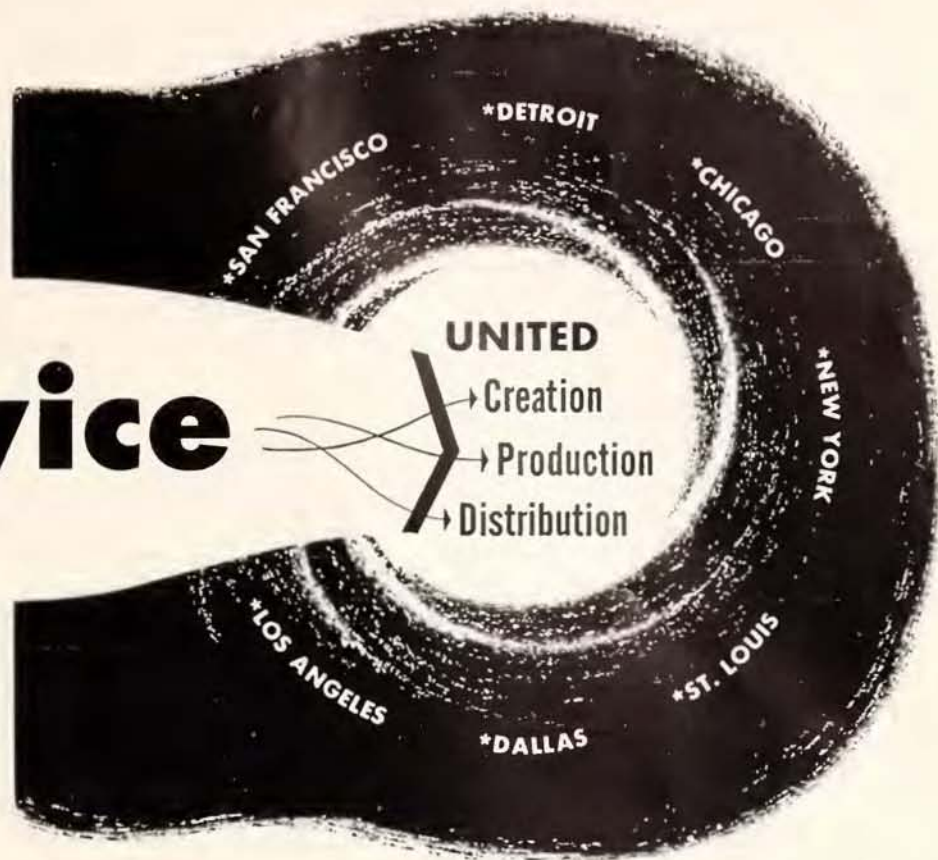 *SAN FRANCISCO
*DETROIT
*CHICAGO
*NEW YORK
*ST. LOUIS
*DALLAS
*LOS ANGELES
vice
UNITED
Creation
Production
Distribution